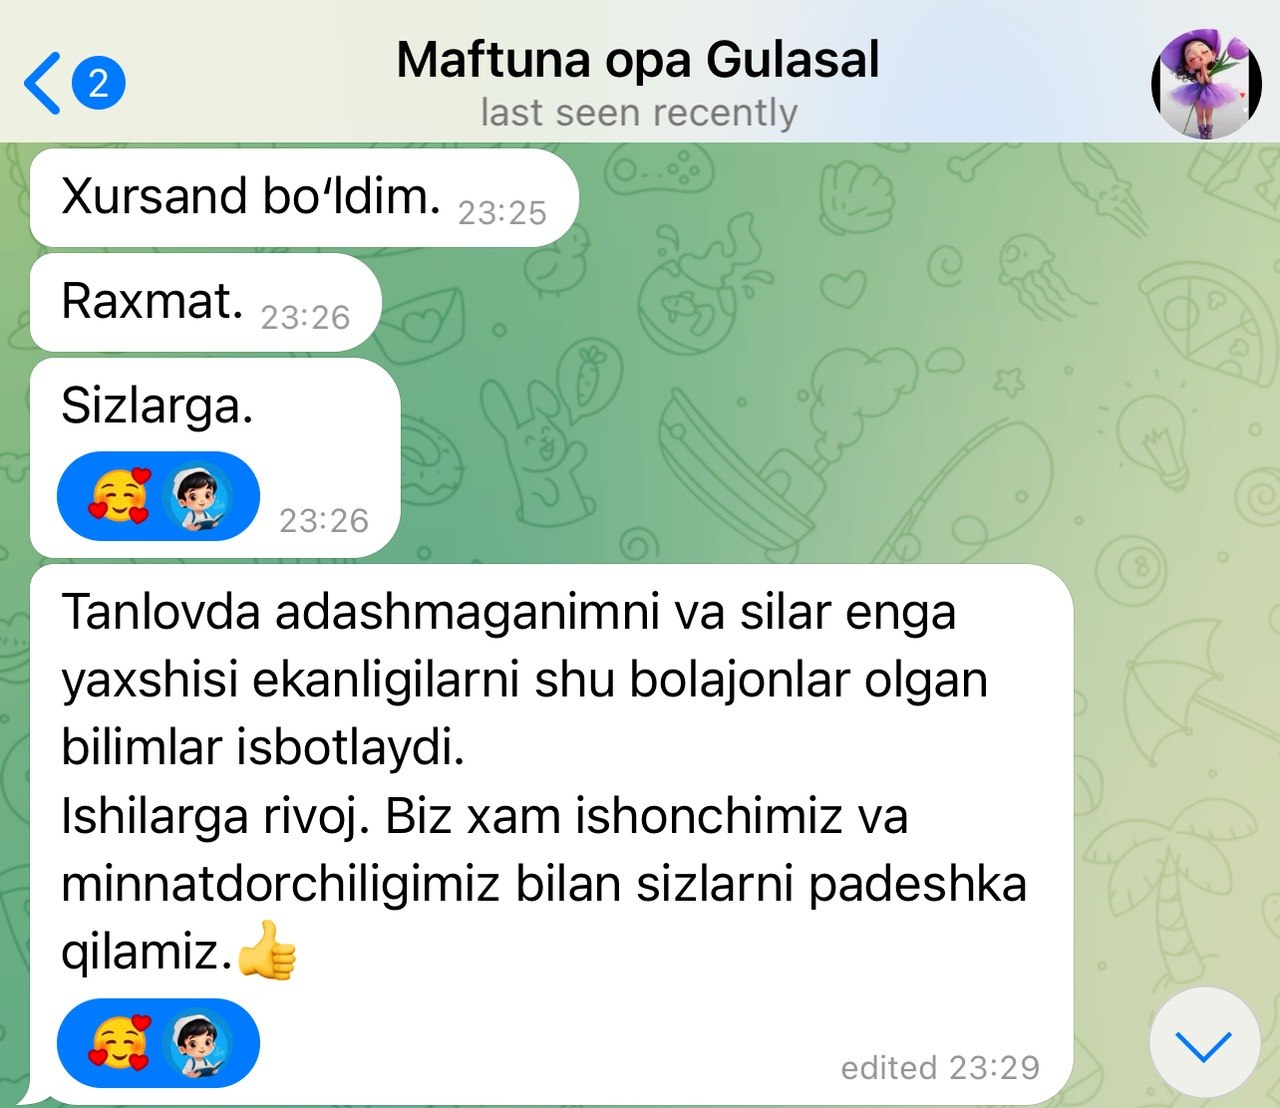 2
Maftuna opa Gulasal
last seen recently
Xursand boʻldim. 23:25
Raxmat. 23:26
Sizlarga.
23:26
Tanlovda adashmaganimni va silar enga
yaxshisi ekanligilarni shu bolajonlar olgan
bilimlar isbotlaydi.
Ishilarga rivoj. Biz xam ishonchimiz va
minnatdorchiligimiz bilan sizlarni padeshka
qilamiz.👍
edited 23:29